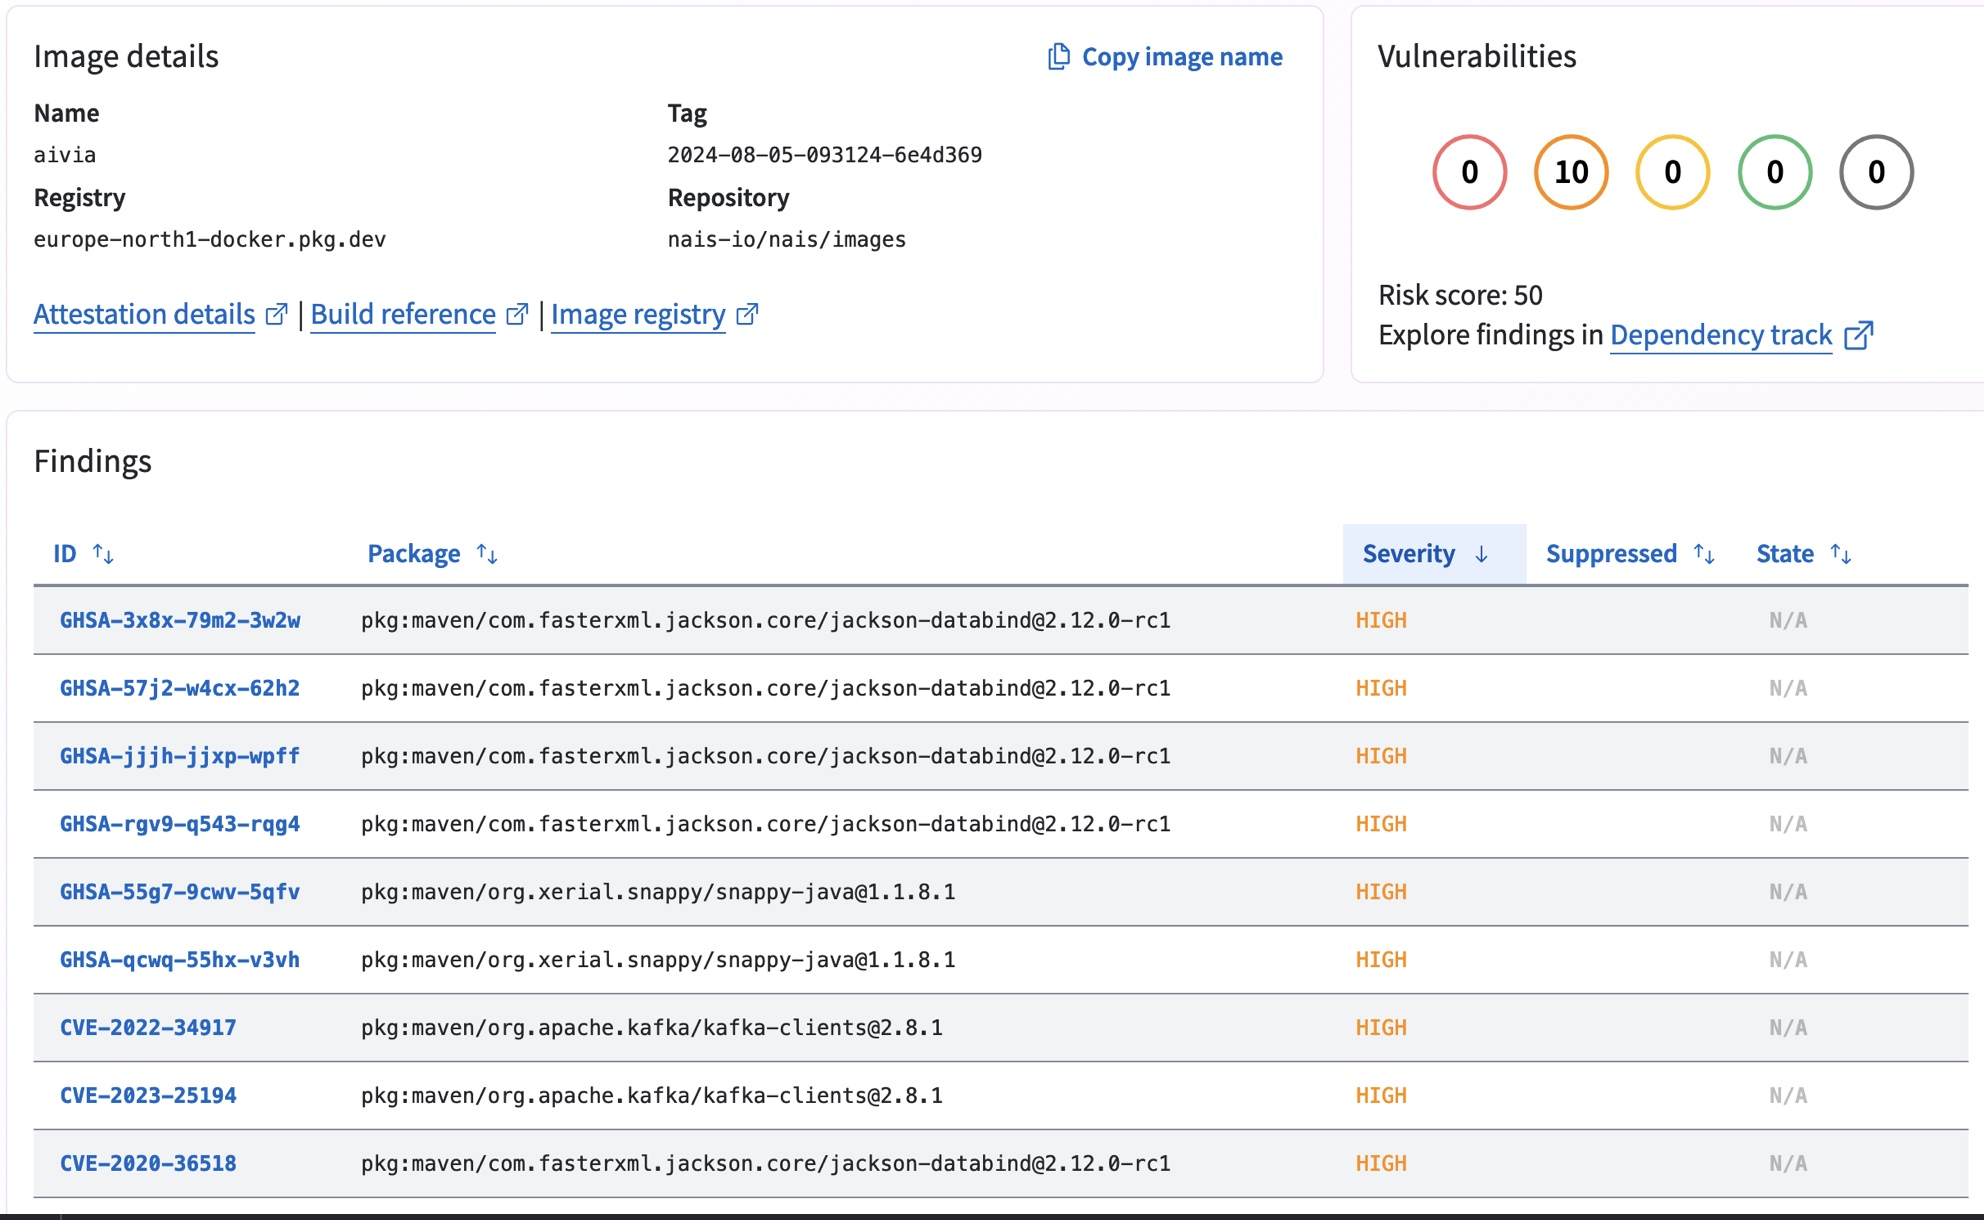 Image details
Copy image name
Name
Tag
aivia
2024-08-05-093124-6e4d369
Registry
Repository
europe-north1-docker.pkg.dev
nais-io/nais/images
Attestation details | Build reference | Image registry
Vulnerabilities
0 10 0 0 0
Risk score: 50
Explore findings in Dependency track
Findings
ID Package Severity Suppressed State
GHSA-3x8x-79m2-3w2w pkg:maven/com.fasterxml.jackson.core/jackson-databind@2.12.0-rc1 HIGH N/A
GHSA-57j2-w4cx-62h2 pkg:maven/com.fasterxml.jackson.core/jackson-databind@2.12.0-rc1 HIGH N/A
GHSA-jjjh-jjxp-wpff pkg:maven/com.fasterxml.jackson.core/jackson-databind@2.12.0-rc1 HIGH N/A
GHSA-rgv9-q543-rqg4 pkg:maven/com.fasterxml.jackson.core/jackson-databind@2.12.0-rc1 HIGH N/A
GHSA-55g7-9cwv-5qfv pkg:maven/org.xerial.snappy/snappy-java@1.1.8.1 HIGH N/A
GHSA-qcwq-55hx-v3vh pkg:maven/org.xerial.snappy/snappy-java@1.1.8.1 HIGH N/A
CVE-2022-34917 pkg:maven/org.apache.kafka/kafka-clients@2.8.1 HIGH N/A
CVE-2023-25194 pkg:maven/org.apache.kafka/kafka-clients@2.8.1 HIGH N/A
CVE-2020-36518 pkg:maven/com.fasterxml.jackson.core/jackson-databind@2.12.0-rc1 HIGH N/A